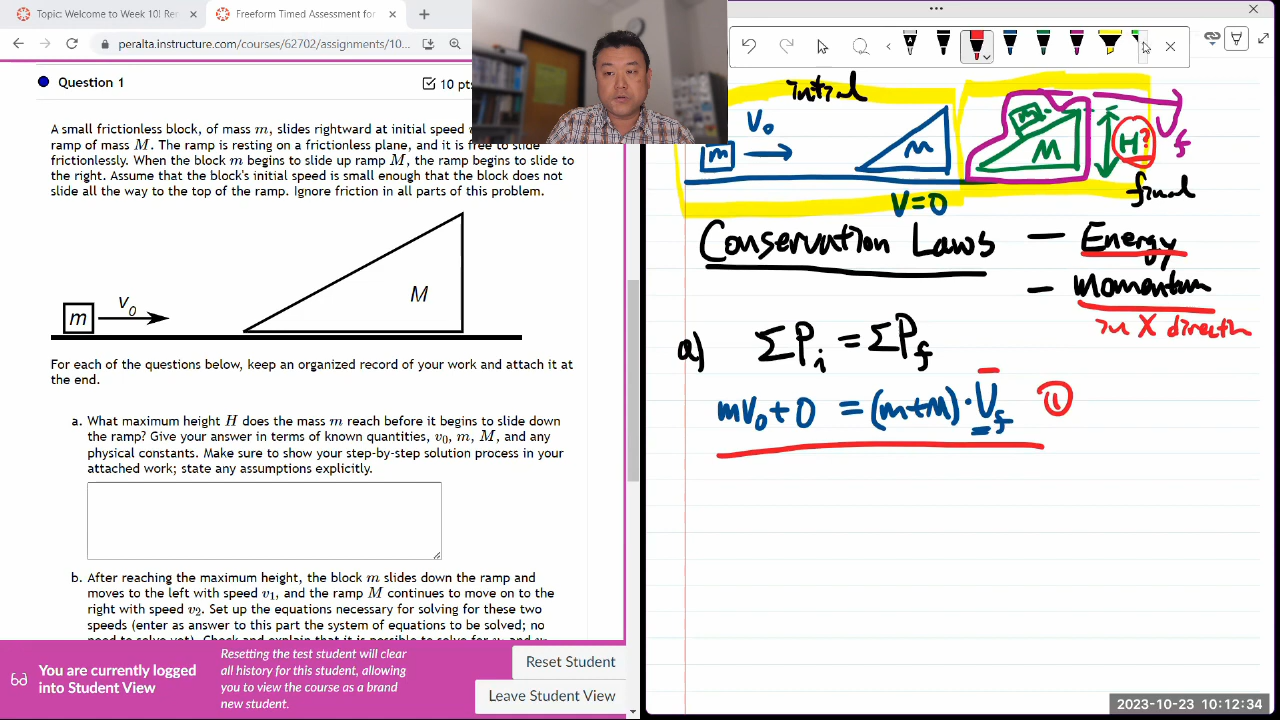 Topic: Welcome to Week 10! Re
Freeform Timed Assessment for
peralta.instructure.com/courses/62702/assignments/10...
Question 1
10 pts
A small frictionless block, of mass m, slides rightward at initial speed
ramp of mass M. The ramp is resting on a frictionless plane, and it is free to slide
frictionlessly. When the block m begins to slide up ramp M, the ramp begins to slide to
the right. Assume that the block's initial speed is small enough that the block does not
slide all the way to the top of the ramp. Ignore friction in all parts of this problem.
m
v₀
M
For each of the questions below, keep an organized record of your work and attach it at
the end.
a. What maximum height H does the mass m reach before it begins to slide down
the ramp? Give your answer in terms of known quantities, v₀, m, M, and any
physical constants. Make sure to show your step-by-step solution process in your
attached work; state any assumptions explicitly.
b. After reaching the maximum height, the block m slides down the ramp and
moves to the left with speed v₁, and the ramp M continues to move on to the
right with speed v₂. Set up the equations necessary for solving for these two
speeds (enter as answer to this part the system of equations to be solved; no
You are currently logged
into Student View
Resetting the test student will clear
all history for this student, allowing
you to view the course as a brand
new student.
Reset Student
Leave Student View
initial
m
V₀
M
V=0
m
M
H?
V_f
final
Conservation Laws — Energy
— Momentum
in X direction
a) ΣP_i = ΣP_f
mV₀ + 0 = (m+M)·V_f ①
2023-10-23 10:12:34